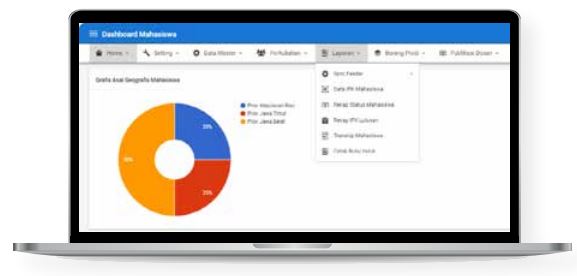 Dashboard Mahasiswa
Home Setting Data Master Perkuliahan Laporan Borang Prodi Publikasi Dosen
Grafik Asal Geografis Mahasiswa
Prov. Kepulauan Riau
Prov. Jawa Timur
Prov. Jawa Barat
25%
25%
50%
Sync Feeder
Data IPK Mahasiswa
Rekap Status Mahasiswa
Rekap IPK Lulusan
Transkip Mahasiswa
Cetak Buku Induk